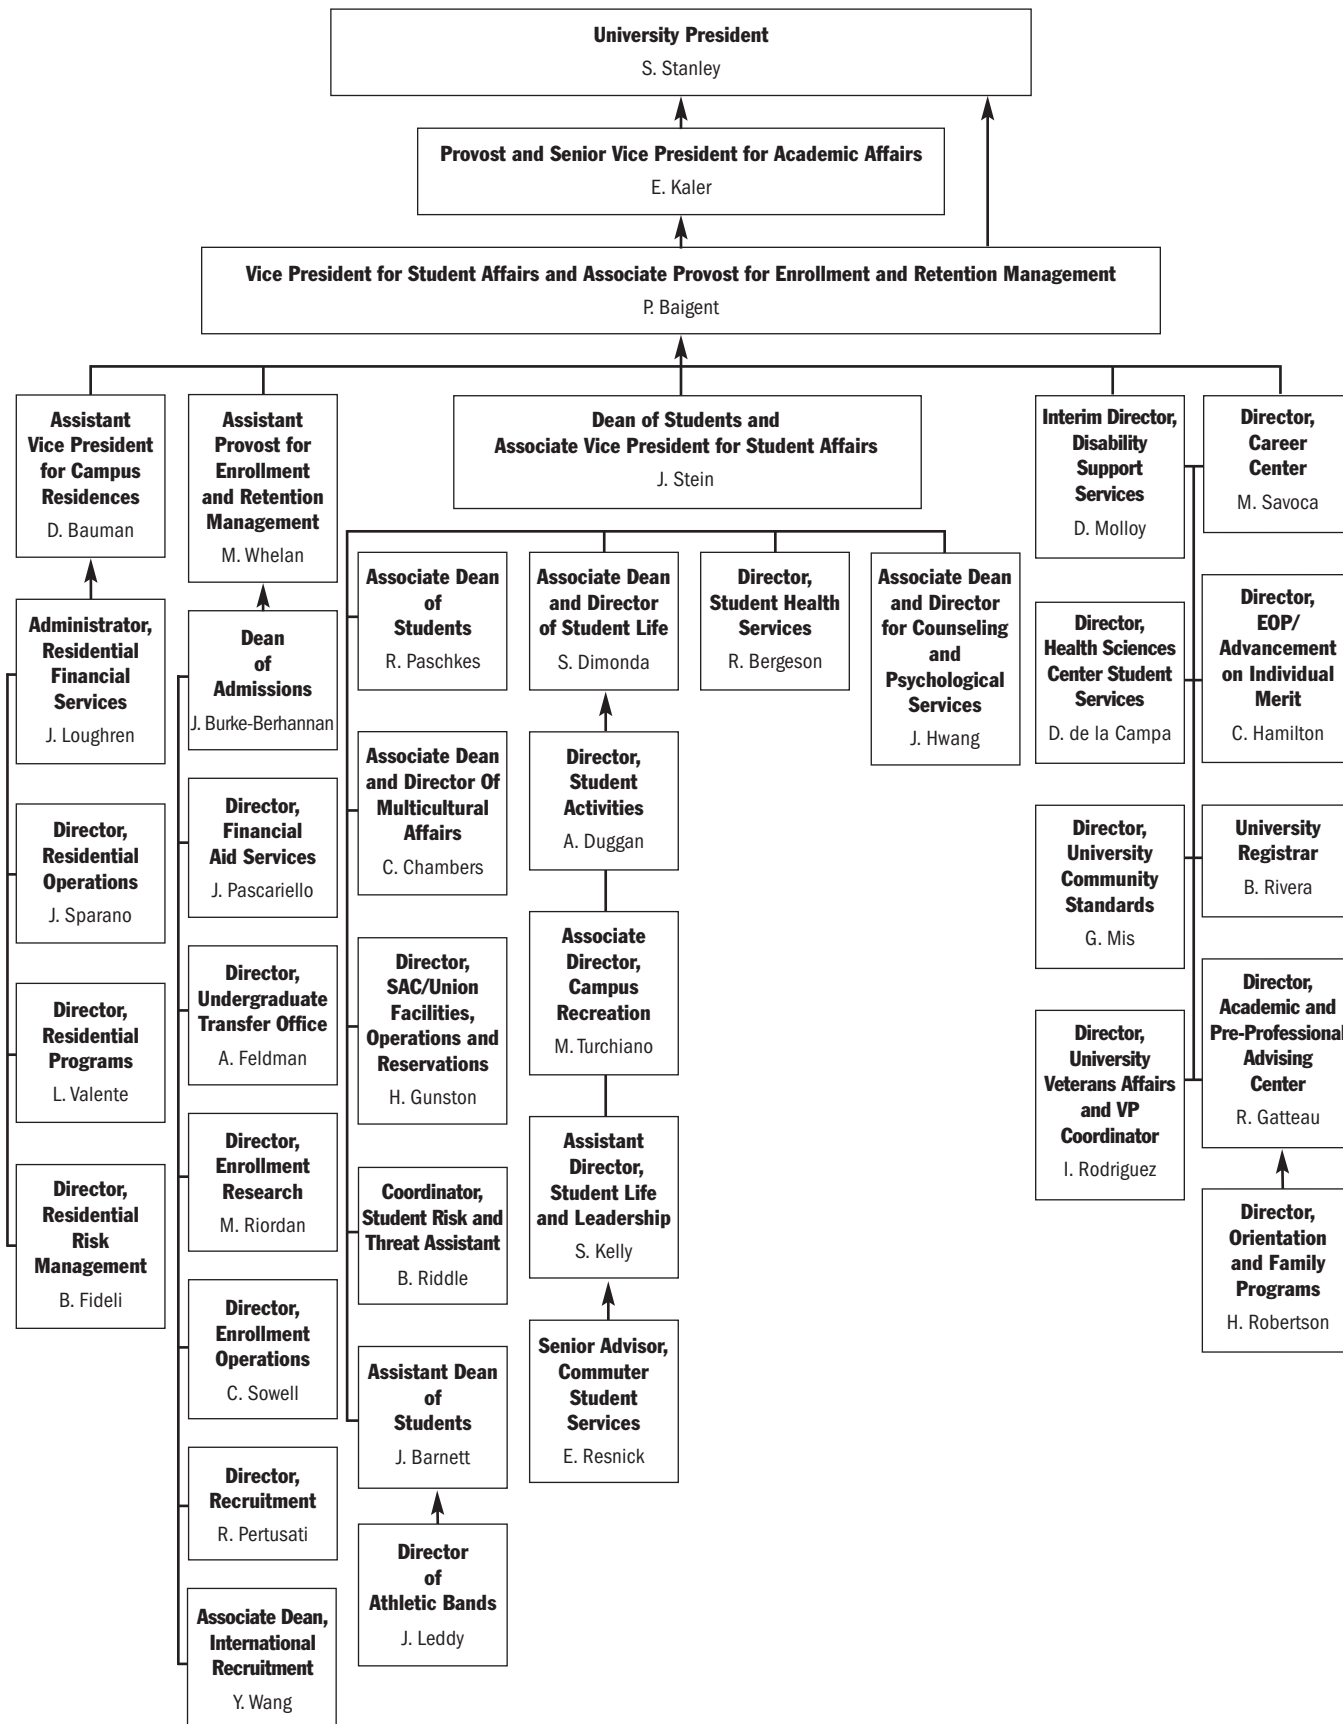 University President
S. Stanley
Provost and Senior Vice President for Academic Affairs
E. Kaler
Vice President for Student Affairs and Associate Provost for Enrollment and Retention Management
P. Baigent
Assistant
Vice President
for Campus
Residences
D. Bauman
Administrator,
Residential
Financial
Services
J. Loughren
Director,
Residential
Operations
J. Sparano
Director,
Residential
Programs
L. Valente
Director,
Residential
Risk
Management
B. Fideli
Assistant
Provost for
Enrollment
and Retention
Management
M. Whelan
Dean
of
Admissions
J. Burke-Berhannan
Director,
Financial
Aid Services
J. Pascariello
Director,
Undergraduate
Transfer Office
A. Feldman
Director,
Enrollment
Research
M. Riordan
Director,
Enrollment
Operations
C. Sowell
Director,
Recruitment
R. Pertusati
Associate Dean,
International
Recruitment
Y. Wang
Dean of Students and
Associate Vice President for Student Affairs
J. Stein
Associate Dean
of
Students
R. Paschkes
Associate Dean
and Director Of
Multicultural
Affairs
C. Chambers
Director,
SAC/Union
Facilities,
Operations and
Reservations
H. Gunston
Coordinator,
Student Risk and
Threat Assistant
B. Riddle
Assistant Dean
of
Students
J. Barnett
Director
of
Athletic Bands
J. Leddy
Associate Dean
and Director
of Student Life
S. Dimonda
Director,
Student
Activities
A. Duggan
Associate
Director,
Campus
Recreation
M. Turchiano
Assistant
Director,
Student Life
and Leadership
S. Kelly
Senior Advisor,
Commuter
Student
Services
E. Resnick
Director,
Student Health
Services
R. Bergeson
Associate Dean
and Director
for Counseling
and
Psychological
Services
J. Hwang
Interim Director,
Disability
Support
Services
D. Molloy
Director,
Health Sciences
Center Student
Services
D. de la Campa
Director,
University
Community
Standards
G. Mis
Director,
University
Veterans Affairs
and VP
Coordinator
I. Rodriguez
Director,
Career
Center
M. Savoca
Director,
EOP/
Advancement
on Individual
Merit
C. Hamilton
University
Registrar
B. Rivera
Director,
Academic and
Pre-Professional
Advising
Center
R. Gatteau
Director,
Orientation
and Family
Programs
H. Robertson